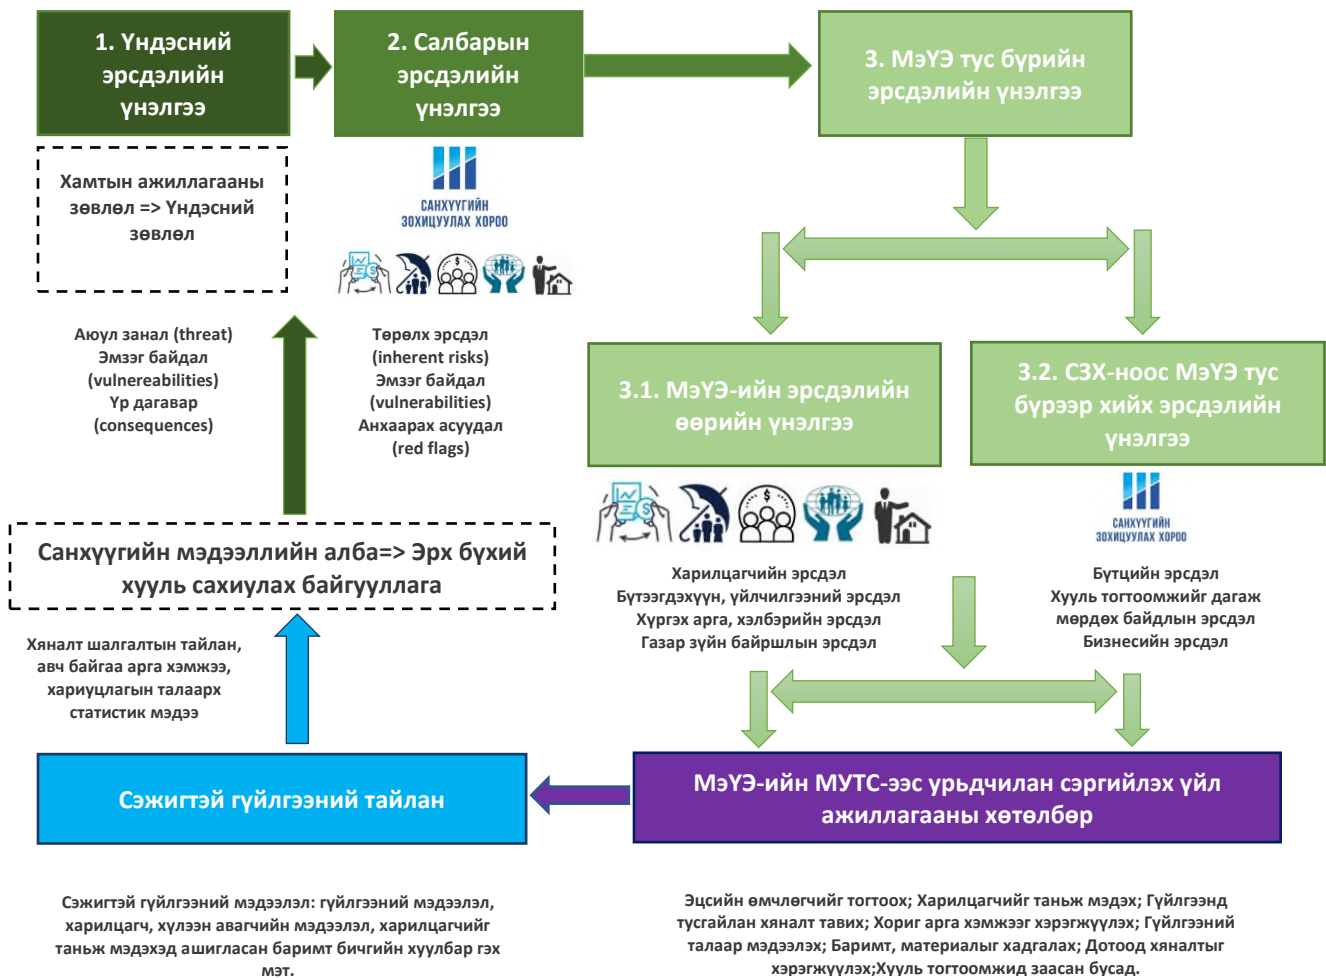 1. Үндэсний
эрсдэлийн
үнэлгээ
2. Салбарын
эрсдэлийн
үнэлгээ
3. МэҮЭ тус бүрийн
эрсдэлийн үнэлгээ
Хамтын ажиллагааны
зөвлөл => Үндэсний
зөвлөл
САНХҮҮГИЙН
ЗОХИЦУУЛАХ ХОРОО
Аюул занал (threat)
Эмзэг байдал
(vulnereabilities)
Үр дагавар
(consequences)
Төрөлх эрсдэл
(inherent risks)
Эмзэг байдал
(vulnerabilities)
Анхаарах асуудал
(red flags)
3.1. МэҮЭ-ийн эрсдэлийн
өөрийн үнэлгээ
3.2. СЗХ-ноос МэҮЭ тус
бүрээр хийх эрсдэлийн
үнэлгээ
САНХҮҮГИЙН
ЗОХИЦУУЛАХ ХОРОО
Санхүүгийн мэдээллийн алба=> Эрх бүхий
хууль сахиулах байгууллага
Харилцагчийн эрсдэл
Бүтээгдэхүүн, үйлчилгээний эрсдэл
Хүргэх арга, хэлбэрийн эрсдэл
Газар зүйн байршлын эрсдэл
Бүтцийн эрсдэл
Хууль тогтоомжийг дагаж
мөрдөх байдлын эрсдэл
Бизнесийн эрсдэл
Хяналт шалгалтын тайлан,
авч байгаа арга хэмжээ,
хариуцлагын талаарх
статистик мэдээ
Сэжигтэй гүйлгээний тайлан
МэҮЭ-ийн МУТС-ээс урьдчилан сэргийлэх үйл
ажиллагааны хөтөлбөр
Сэжигтэй гүйлгээний мэдээлэл: гүйлгээний мэдээлэл,
харилцагч, хүлээн авагчийн мэдээлэл, харилцагчийг
таньж мэдэхэд ашигласан баримт бичгийн хуулбар гэх
мэт.
Эцсийн өмчлөгчийг тогтоох; Харилцагчийг таньж мэдэх; Гүйлгээнд
тусгайлан хяналт тавих; Хориг арга хэмжээг хэрэгжүүлэх; Гүйлгээний
талаар мэдээлэх; Баримт, материалыг хадгалах; Дотоод хяналтыг
хэрэгжүүлэх;Хууль тогтоомжид заасан бусад.